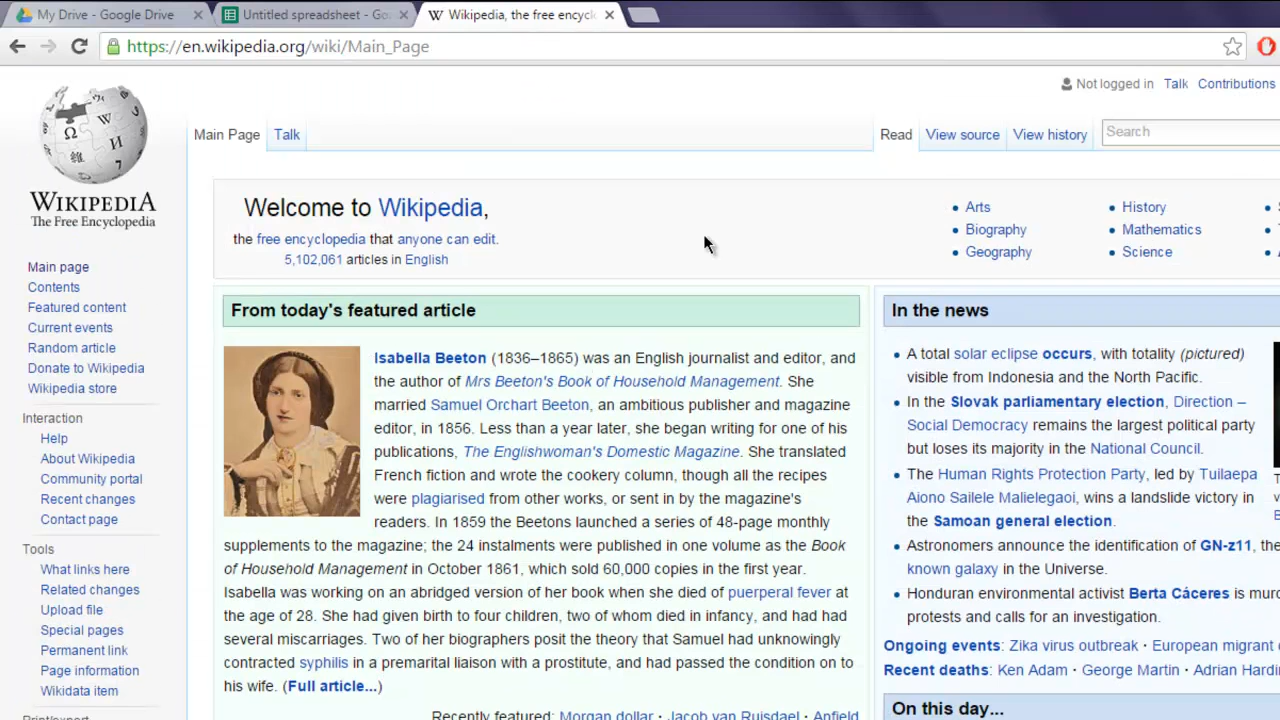 My Drive - Google Drive
Untitled spreadsheet - Go
Wikipedia, the free encyc
https://en.wikipedia.org/wiki/Main_Page
Not logged in Talk Contributions
Main Page Talk Read View source View history Search
WIKIPEDIA
The Free Encyclopedia
Main page
Contents
Featured content
Current events
Random article
Donate to Wikipedia
Wikipedia store
Interaction
Help
About Wikipedia
Community portal
Recent changes
Contact page
Tools
What links here
Related changes
Upload file
Special pages
Permanent link
Page information
Wikidata item
Welcome to Wikipedia,
the free encyclopedia that anyone can edit.
5,102,061 articles in English
Arts
Biography
Geography
History
Mathematics
Science
From today's featured article
Isabella Beeton (1836–1865) was an English journalist and editor, and
the author of Mrs Beeton's Book of Household Management. She
married Samuel Orchart Beeton, an ambitious publisher and magazine
editor, in 1856. Less than a year later, she began writing for one of his
publications, The Englishwoman's Domestic Magazine. She translated
French fiction and wrote the cookery column, though all the recipes
were plagiarised from other works, or sent in by the magazine's
readers. In 1859 the Beetons launched a series of 48-page monthly
supplements to the magazine; the 24 instalments were published in one volume as the Book
of Household Management in October 1861, which sold 60,000 copies in the first year.
Isabella was working on an abridged version of her book when she died of puerperal fever at
the age of 28. She had given birth to four children, two of whom died in infancy, and had had
several miscarriages. Two of her biographers posit the theory that Samuel had unknowingly
contracted syphilis in a premarital liaison with a prostitute, and had passed the condition on to
his wife. (Full article...)
Recently featured: Morgan dollar · Jacob van Ruisdael · Anfield
In the news
A total solar eclipse occurs, with totality (pictured)
visible from Indonesia and the North Pacific.
In the Slovak parliamentary election, Direction –
Social Democracy remains the largest political party
but loses its majority in the National Council.
The Human Rights Protection Party, led by Tuilaepa
Aiono Sailele Malielegaoi, wins a landslide victory in
the Samoan general election.
Astronomers announce the identification of GN-z11, the
known galaxy in the Universe.
Honduran environmental activist Berta Cáceres is murd
protests and calls for an investigation.
Ongoing events: Zika virus outbreak · European migrant
Recent deaths: Ken Adam · George Martin · Adrian Hardi
On this day...